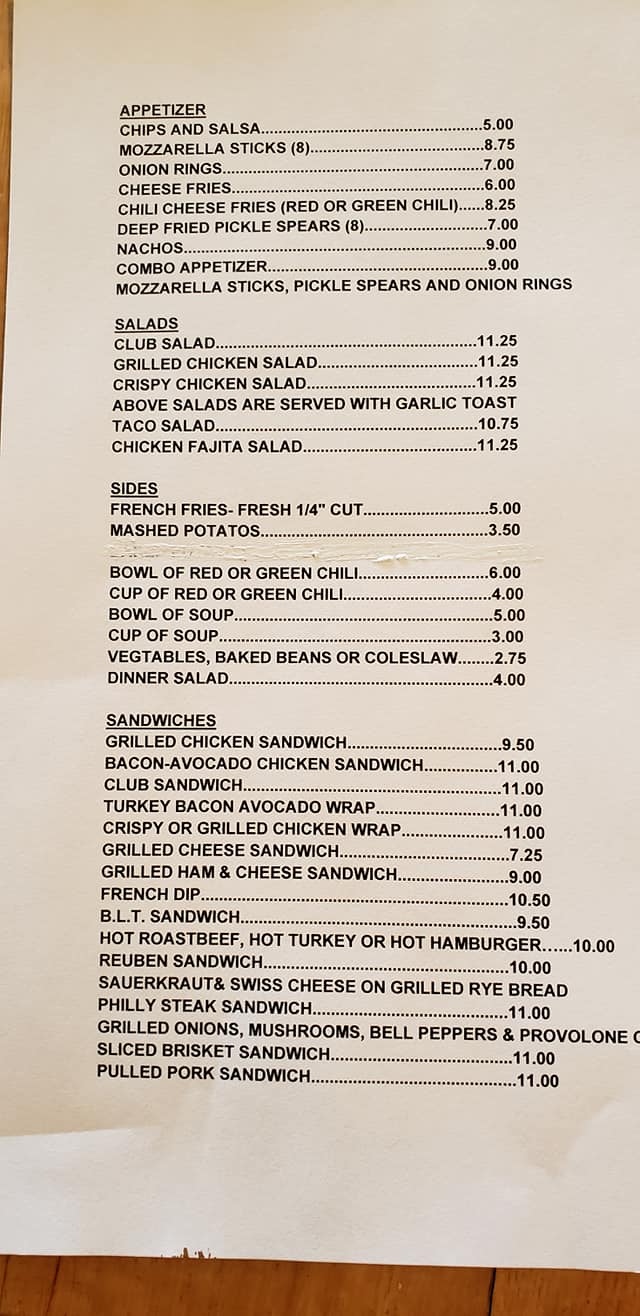 APPETIZER
CHIPS AND SALSA..................................................5.00
MOZZARELLA STICKS (8)........................................8.75
ONION RINGS............................................................7.00
CHEESE FRIES..........................................................6.00
CHILI CHEESE FRIES (RED OR GREEN CHILI)......8.25
DEEP FRIED PICKLE SPEARS (8)............................7.00
NACHOS.....................................................................9.00
COMBO APPETIZER..................................................9.00
MOZZARELLA STICKS, PICKLE SPEARS AND ONION RINGS
SALADS
CLUB SALAD............................................................11.25
GRILLED CHICKEN SALAD.....................................11.25
CRISPY CHICKEN SALAD.......................................11.25
ABOVE SALADS ARE SERVED WITH GARLIC TOAST
TACO SALAD............................................................10.75
CHICKEN FAJITA SALAD........................................11.25
SIDES
FRENCH FRIES- FRESH 1/4" CUT.............................5.00
MASHED POTATOS....................................................3.50
BOWL OF RED OR GREEN CHILI..............................6.00
CUP OF RED OR GREEN CHILI..................................4.00
BOWL OF SOUP...........................................................5.00
CUP OF SOUP..............................................................3.00
VEGTABLES, BAKED BEANS OR COLESLAW........2.75
DINNER SALAD............................................................4.00
SANDWICHES
GRILLED CHICKEN SANDWICH...................................9.50
BACON-AVOCADO CHICKEN SANDWICH................11.00
CLUB SANDWICH..........................................................11.00
TURKEY BACON AVOCADO WRAP............................11.00
CRISPY OR GRILLED CHICKEN WRAP.......................11.00
GRILLED CHEESE SANDWICH......................................7.25
GRILLED HAM & CHEESE SANDWICH.........................9.00
FRENCH DIP.....................................................................10.50
B.L.T. SANDWICH..............................................................9.50
HOT ROASTBEEF, HOT TURKEY OR HOT HAMBURGER......10.00
REUBEN SANDWICH.......................................................10.00
SAUERKRAUT& SWISS CHEESE ON GRILLED RYE BREAD
PHILLY STEAK SANDWICH............................................11.00
GRILLED ONIONS, MUSHROOMS, BELL PEPPERS & PROVOLONE
SLICED BRISKET SANDWICH.........................................11.00
PULLED PORK SANDWICH..............................................11.00